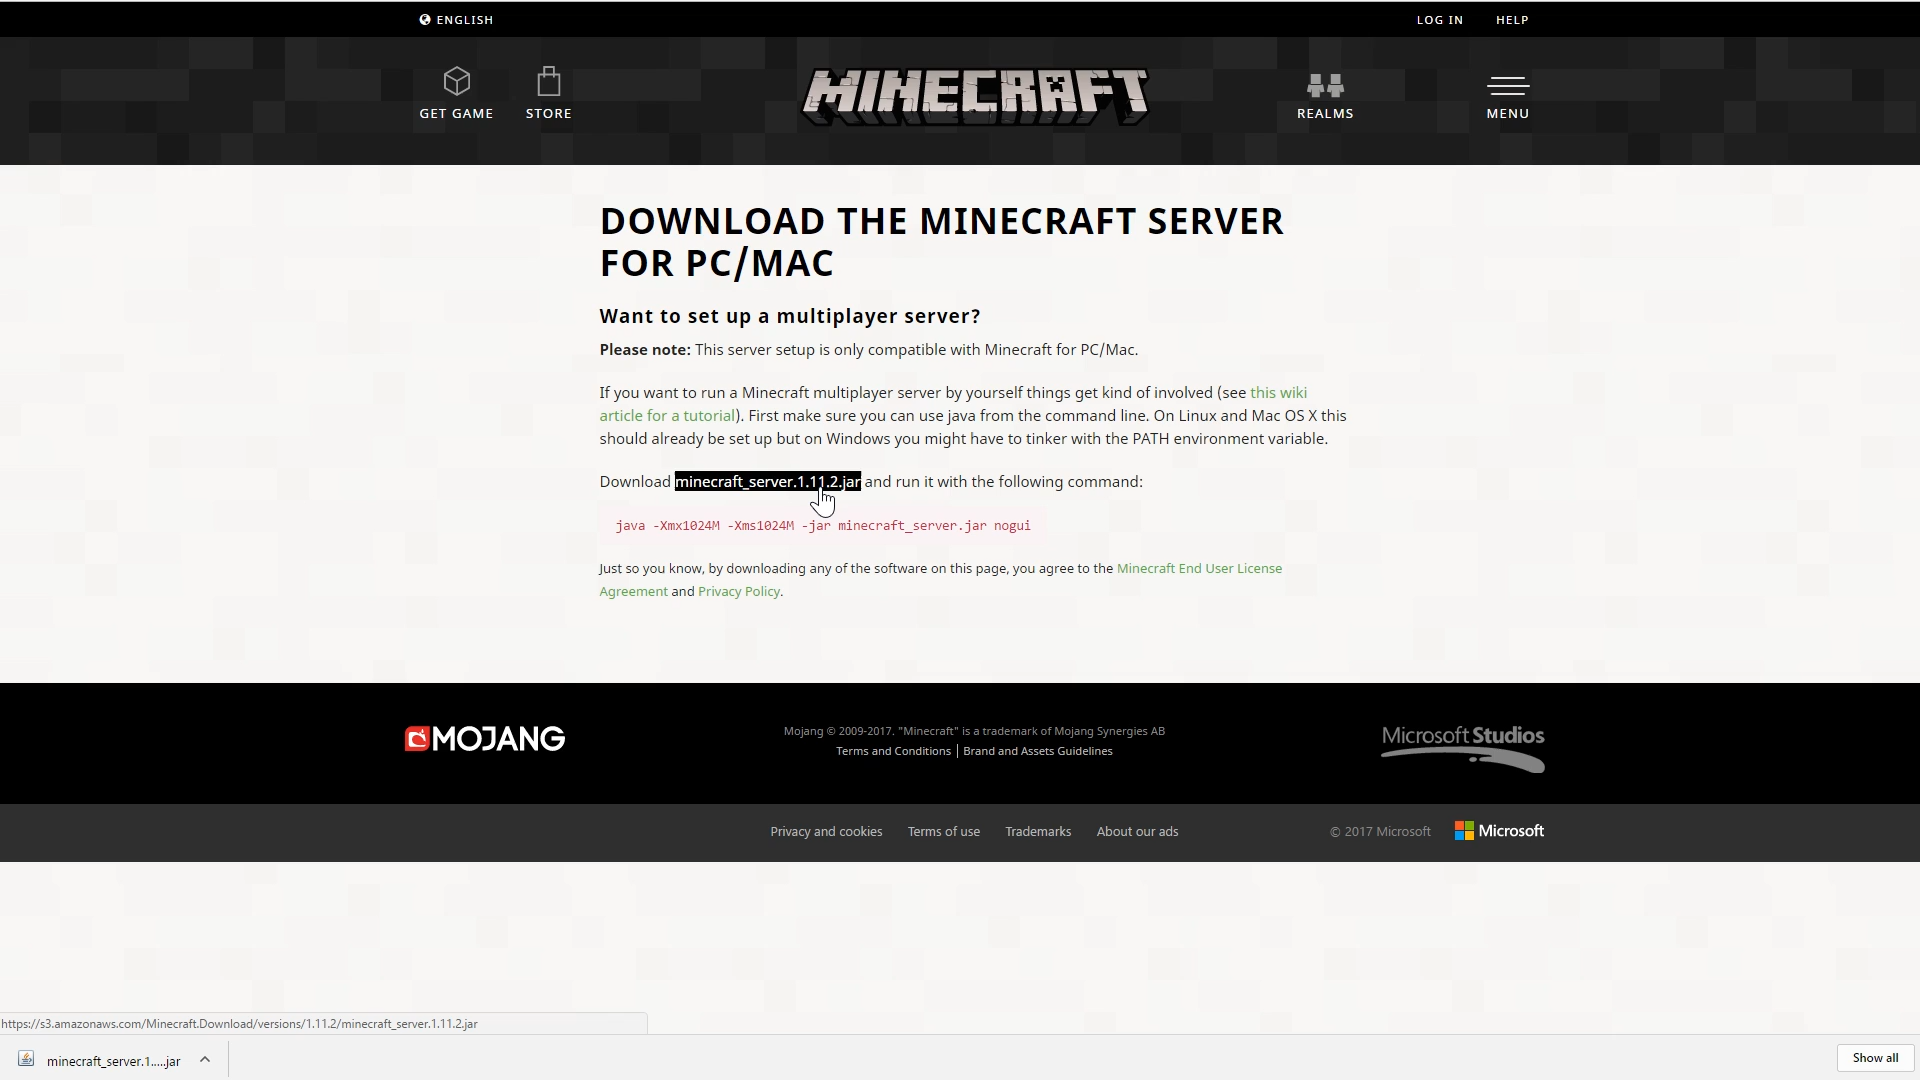 ENGLISH
LOG IN
HELP
GET GAME
STORE
MINECRAFT
REALMS
MENU
DOWNLOAD THE MINECRAFT SERVER
FOR PC/MAC
Want to set up a multiplayer server?
Please note: This server setup is only compatible with Minecraft for PC/Mac.
If you want to run a Minecraft multiplayer server by yourself things get kind of involved (see this wiki
article for a tutorial). First make sure you can use java from the command line. On Linux and Mac OS X this
should already be set up but on Windows you might have to tinker with the PATH environment variable.
Download minecraft_server.1.11.2.jar and run it with the following command:
java -Xmx1024M -Xms1024M -jar minecraft_server.jar nogui
Just so you know, by downloading any of the software on this page, you agree to the Minecraft End User License
Agreement and Privacy Policy.
MOJANG
Mojang © 2009-2017. "Minecraft" is a trademark of Mojang Synergies AB
Terms and Conditions | Brand and Assets Guidelines
Microsoft Studios
Privacy and cookies
Terms of use
Trademarks
About our ads
© 2017 Microsoft
Microsoft
https://s3.amazonaws.com/Minecraft.Download/versions/1.11.2/minecraft_server.1.11.2.jar
minecraft_server.1.....jar
Show all